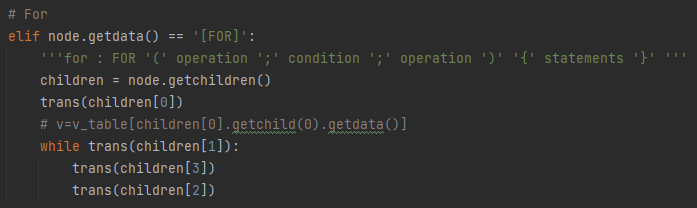 # For
elif node.getdata() == '[FOR]':
'''for : FOR '(' operation ';' condition ';' operation ')' '{' statements '}' '''
children = node.getchildren()
trans(children[0])
# v=v_table[children[0].getchild(0).getdata()]
while trans(children[1]):
trans(children[3])
trans(children[2])